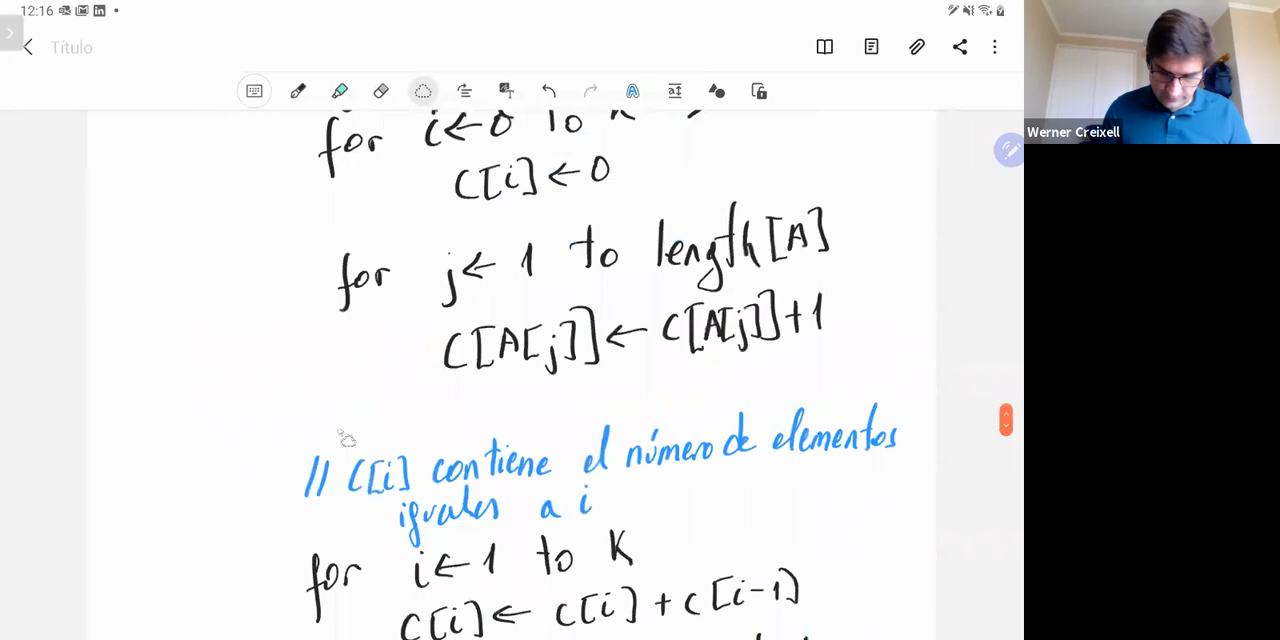 12:16
Título
for i ← 0 to K
C[i] ← 0
for j ← 1 to length[A]
C[A[j]] ← C[A[j]]+1
// C[i] contiene el número de elementos
iguales a i
for i ← 1 to K
C[i] ← C[i] + C[i-1]
Werner Creixell